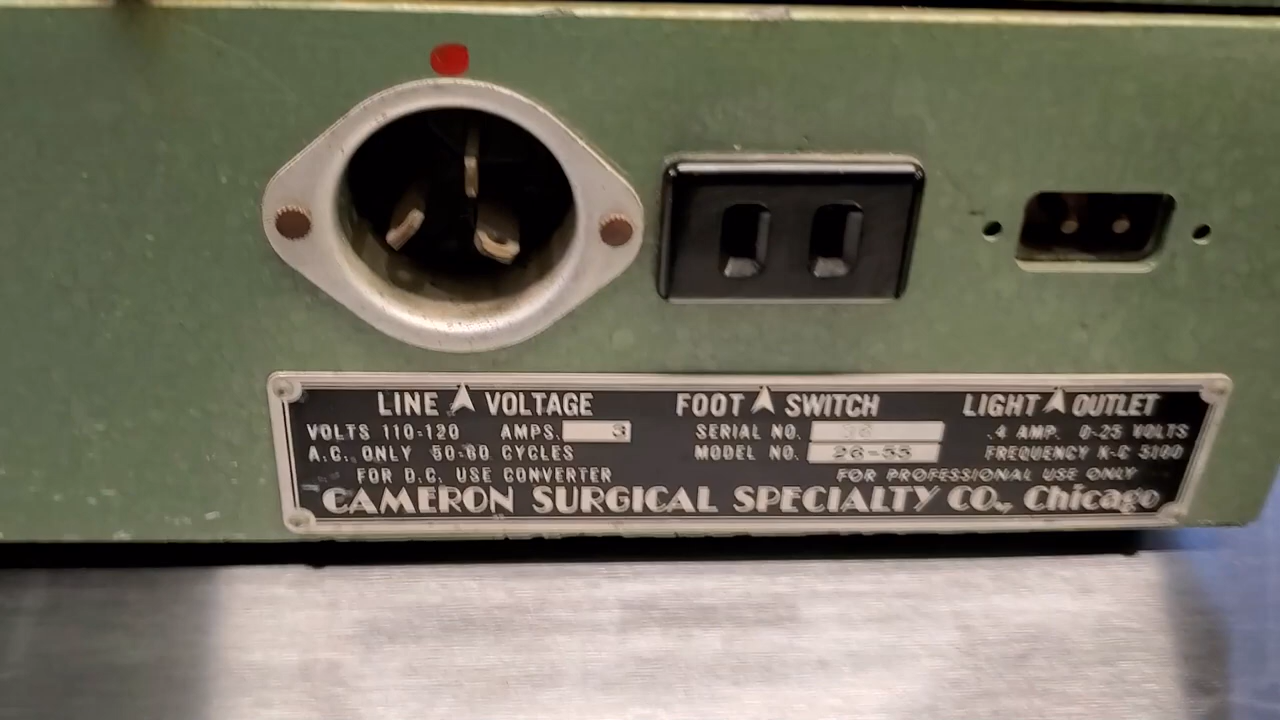 LINE VOLTAGE FOOT SWITCH LIGHT OUTLET
VOLTS 110-120 AMPS. 3 SERIAL NO. .4 AMP. 0-25 VOLTS
A.C. ONLY 50-60 CYCLES MODEL NO. 26-55 FREQUENCY K-C 5100
FOR D.C. USE CONVERTER FOR PROFESSIONAL USE ONLY
CAMERON SURGICAL SPECIALTY CO., Chicago